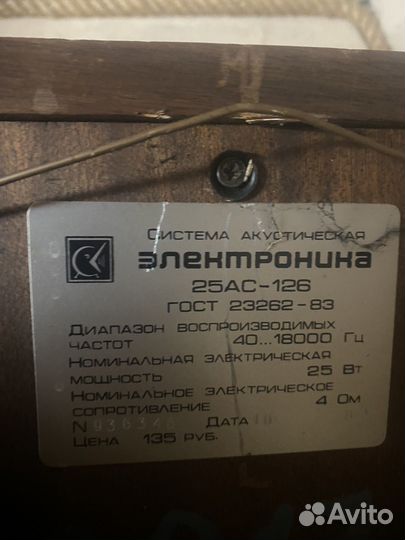 Система акустическая
Электроника
25АС-126
ГОСТ 23262-83
Диапазон воспроизводимых
частот 40...18000 Гц
Номинальная электрическая
мощность 25 Вт
Номинальное электрическое
сопротивление 4 Ом
N Дата
Цена 135 руб.
Avito